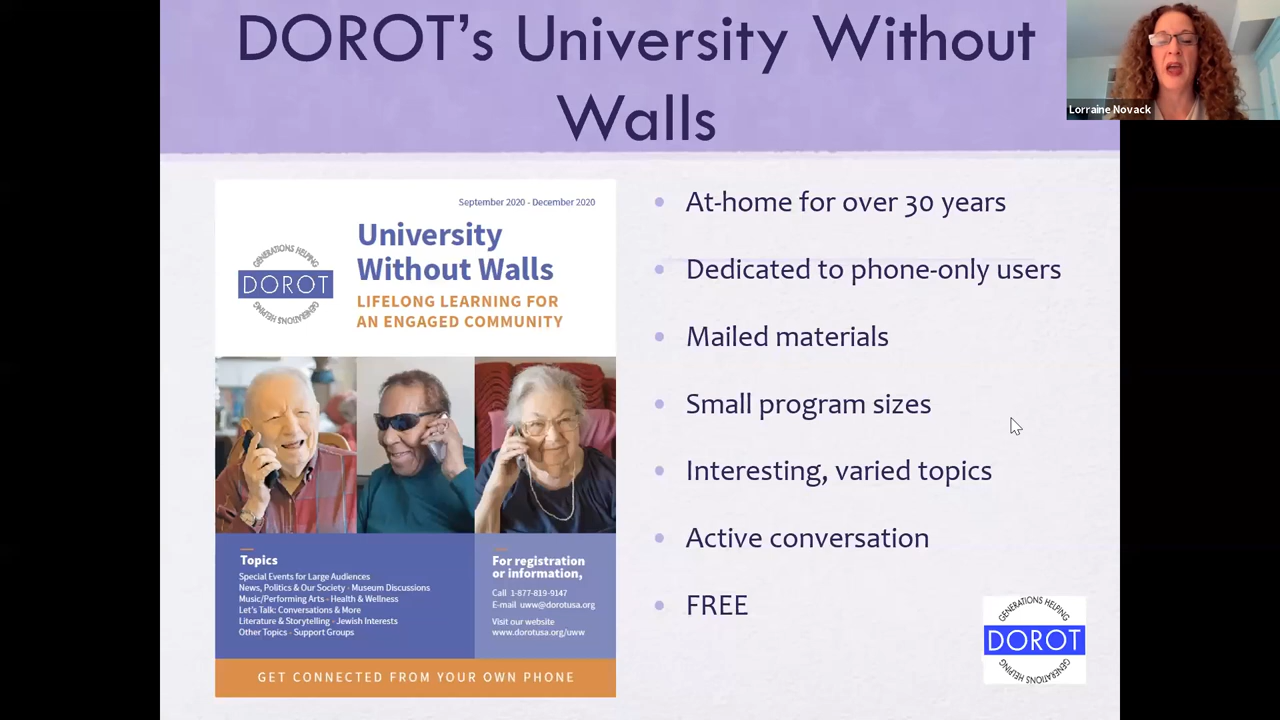 DOROT's University Without
Walls
Lorraine Novack
September 2020 - December 2020
University
Without Walls
LIFELONG LEARNING FOR
AN ENGAGED COMMUNITY
GENERATIONS HELPING
DOROT
GENERATIONS HELPING
Topics
Special Events for Large Audiences
News, Politics & Our Society - Museum Discussions
Music/Performing Arts - Health & Wellness
Let's Talk: Conversations & More
Literature & Storytelling - Jewish Interests
Other Topics - Support Groups
For registration
or information,
Call 1-877-819-9147
E-mail uww@dorotusa.org
Visit our website
www.dorotusa.org/uww
GET CONNECTED FROM YOUR OWN PHONE
• At-home for over 30 years
• Dedicated to phone-only users
• Mailed materials
• Small program sizes
• Interesting, varied topics
• Active conversation
• FREE
GENERATIONS HELPING
DOROT
GENERATIONS HELPING